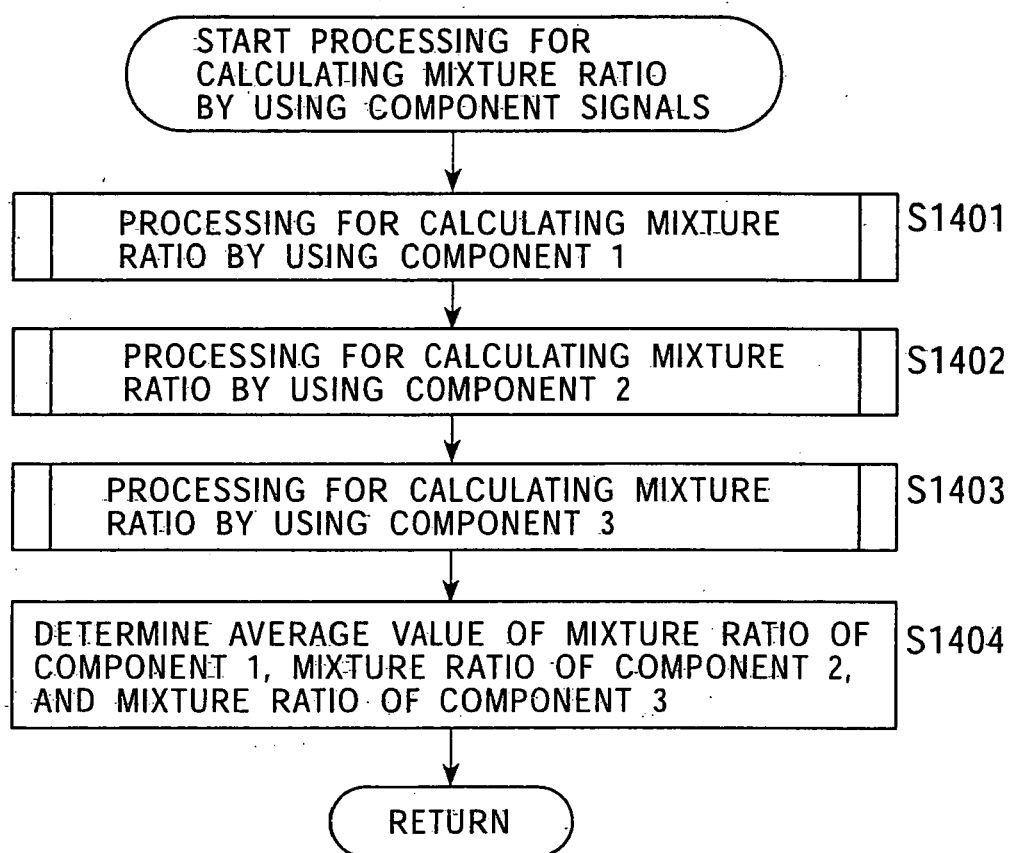 START PROCESSING FOR
CALCULATING MIXTURE RATIO
BY USING COMPONENT SIGNALS
PROCESSING FOR CALCULATING MIXTURE
RATIO BY USING COMPONENT 1
S1401
PROCESSING FOR CALCULATING MIXTURE
RATIO BY USING COMPONENT 2
S1402
PROCESSING FOR CALCULATING MIXTURE
RATIO BY USING COMPONENT 3
S1403
DETERMINE AVERAGE VALUE OF MIXTURE RATIO OF
COMPONENT 1, MIXTURE RATIO OF COMPONENT 2,
AND MIXTURE RATIO OF COMPONENT 3
S1404
RETURN